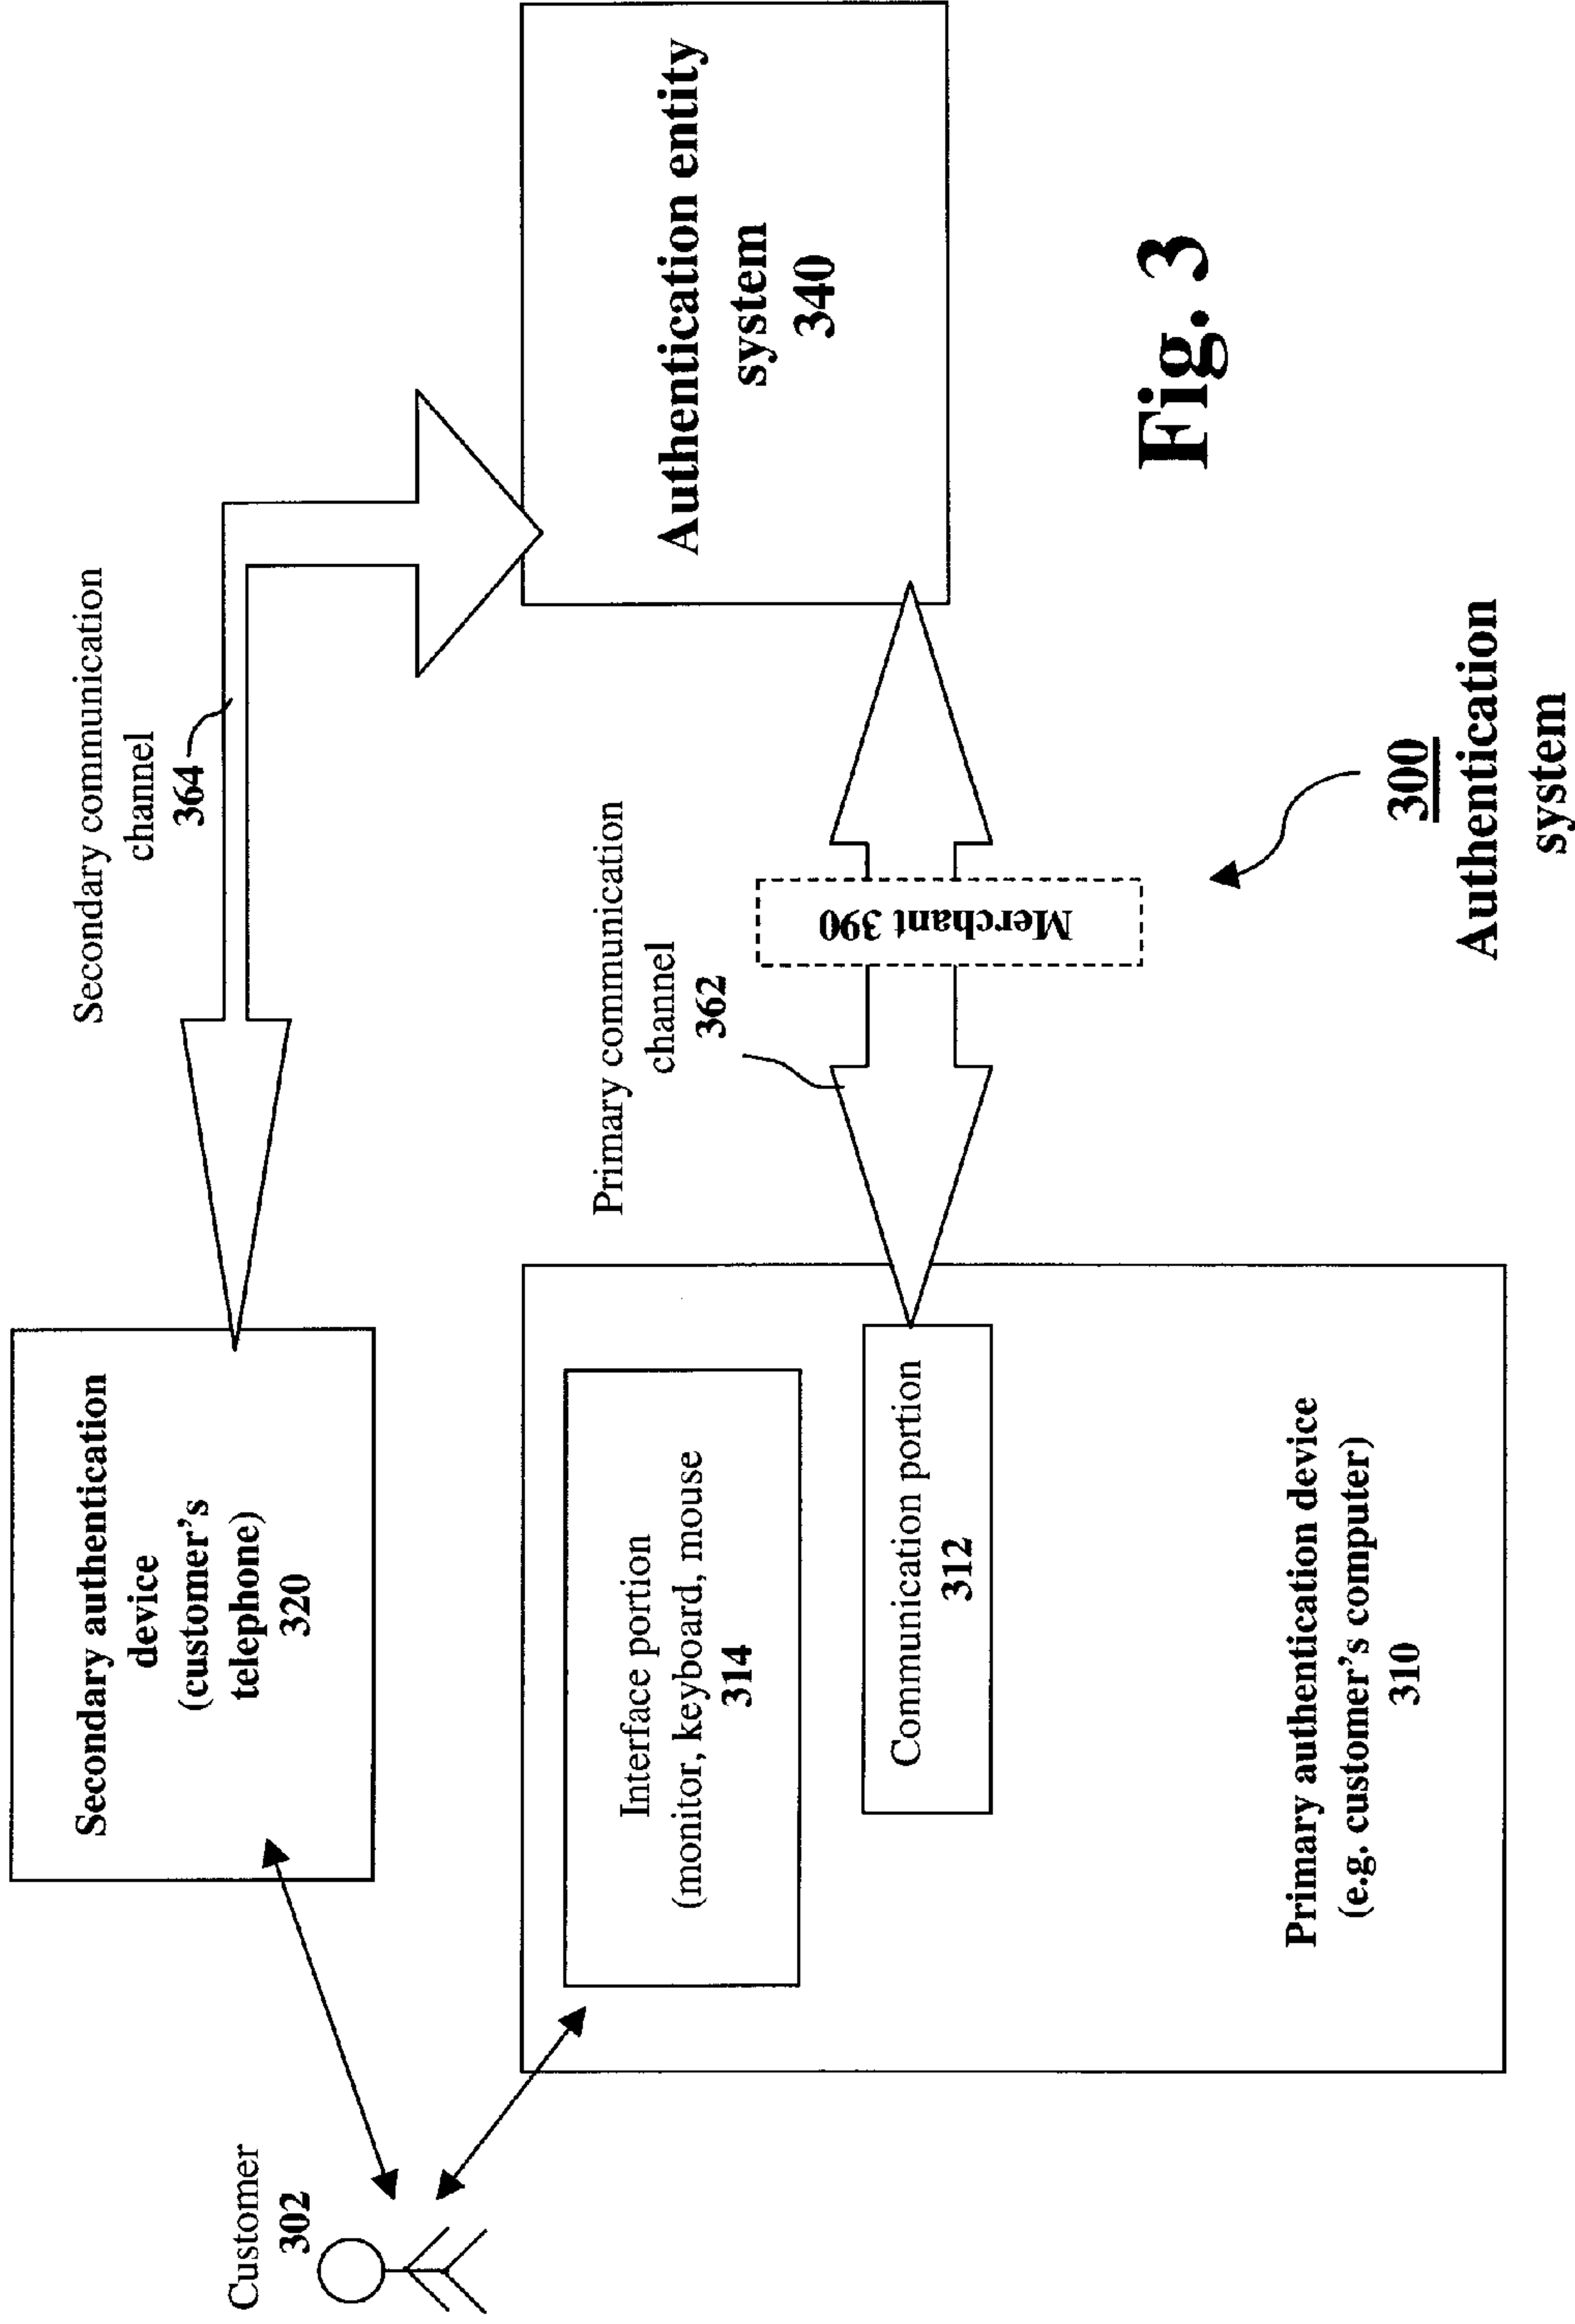 Customer
302
Secondary authentication
device
(customer's
telephone)
320
Secondary communication
channel
364
Interface portion
(monitor, keyboard, mouse
314
Communication portion
312
Primary authentication device
(e.g. customer's computer)
310
Primary communication
channel
362
Merchant 390
Authentication entity
system
340
300
Authentication
system
Fig. 3